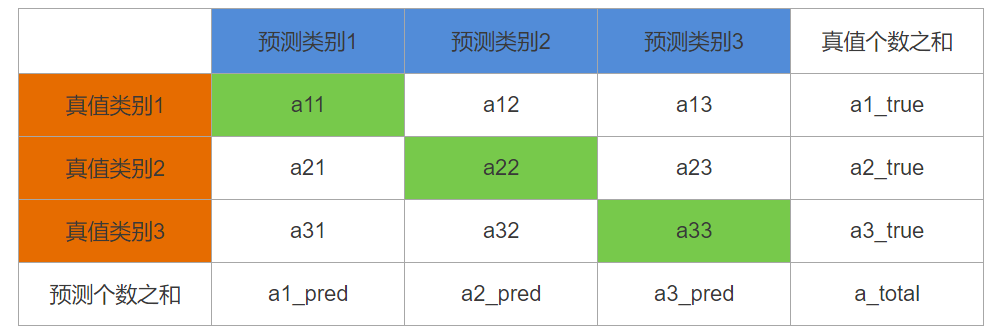 预测类别1 预测类别2 预测类别3 真值个数之和
真值类别1 a11 a12 a13 a1_true
真值类别2 a21 a22 a23 a2_true
真值类别3 a31 a32 a33 a3_true
预测个数之和 a1_pred a2_pred a3_pred a_total